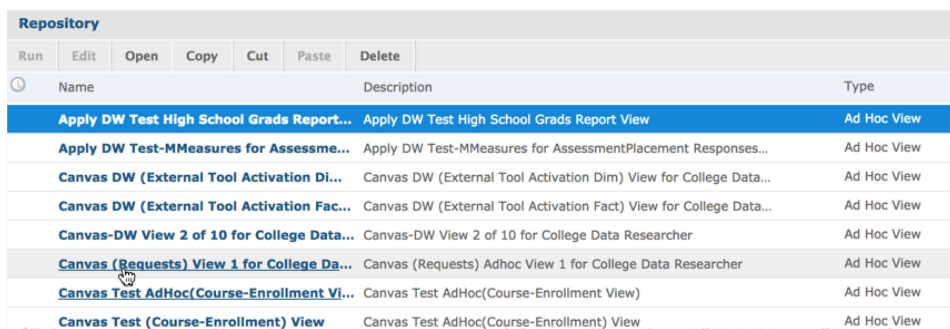 Repository
Run Edit Open Copy Cut Paste Delete
Name Description Type
Apply DW Test High School Grads Report... Apply DW Test High School Grads Report View Ad Hoc View
Apply DW Test-MMeasures for Assessme... Apply DW Test-MMeasures for AssessmentPlacement Responses... Ad Hoc View
Canvas DW (External Tool Activation Di... Canvas DW (External Tool Activation Dim) View for College Data... Ad Hoc View
Canvas DW (External Tool Activation Fac... Canvas DW (External Tool Activation Fact) View for College Data... Ad Hoc View
Canvas-DW View 2 of 10 for College Data... Canvas-DW View 2 of 10 for College Data Researcher Ad Hoc View
Canvas (Requests) View 1 for College Da... Canvas (Requests) Adhoc View 1 for College Data Researcher Ad Hoc View
Canvas Test AdHoc(Course-Enrollment Vi... Canvas Test AdHoc(Course-Enrollment View) Ad Hoc View
Canvas Test (Course-Enrollment) View Canvas Test AdHoc(Course-Enrollment) View Ad Hoc View